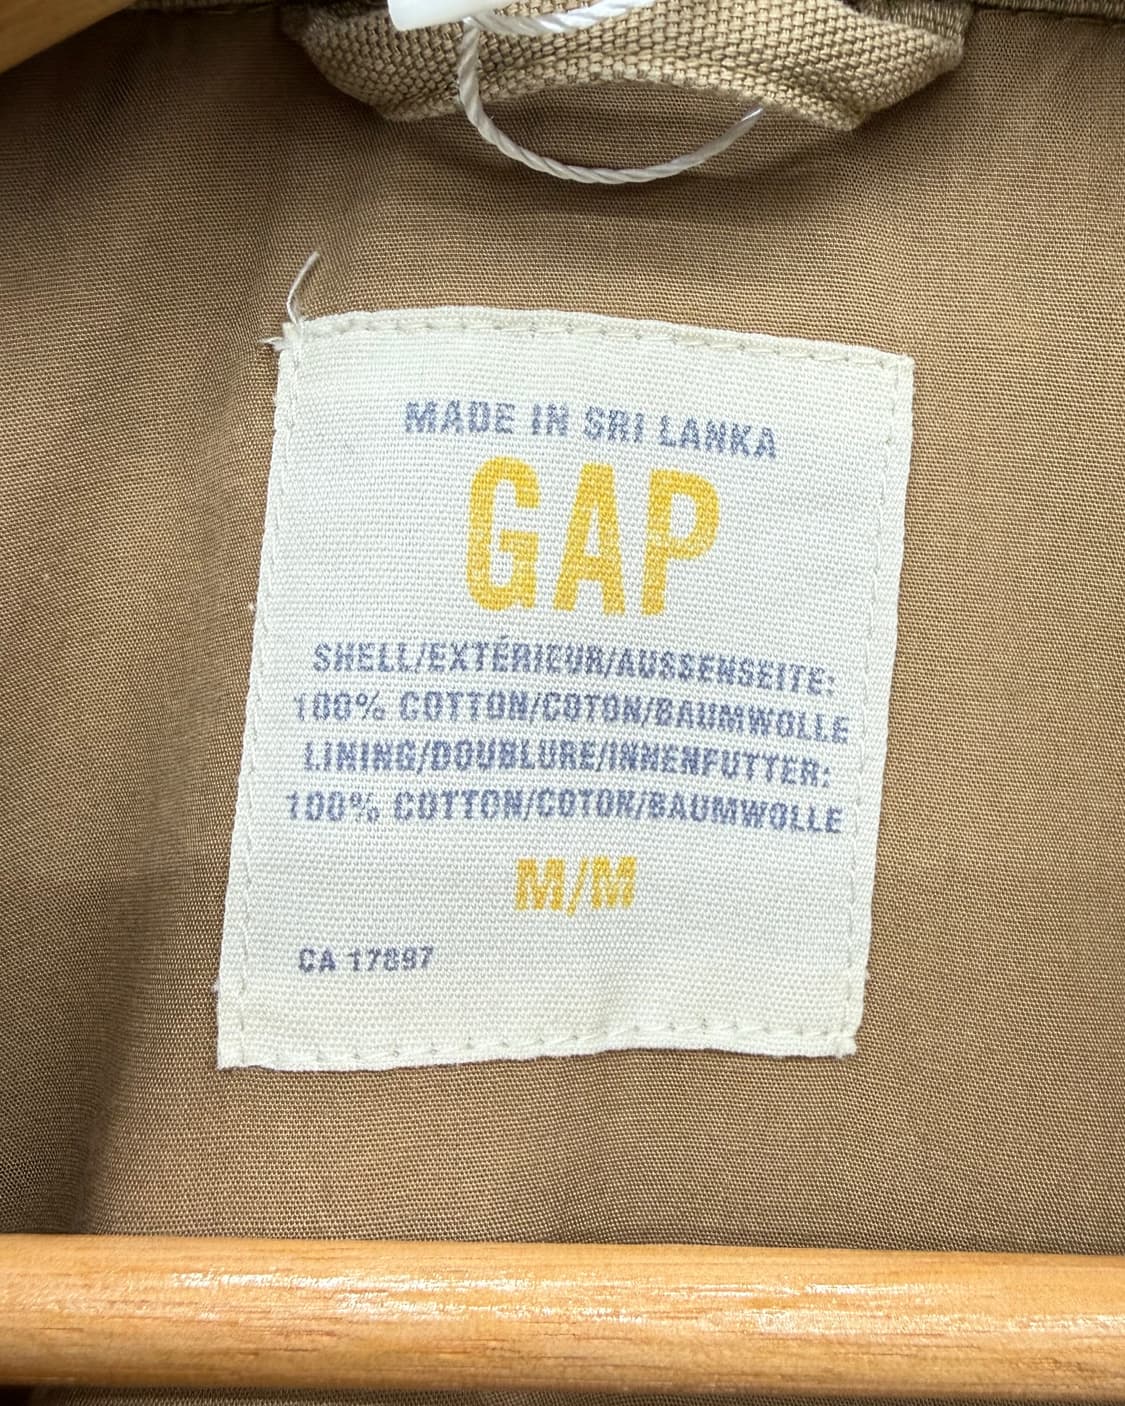 MADE IN SRI LANKA
GAP
SHELL/EXTÉRIEUR/AUSSENSEITE:
100% COTTON/COTON/BAUMWOLLE
LINING/DOUBLURE/INNENFUTTER:
100% COTTON/COTON/BAUMWOLLE
M/M
CA 17897